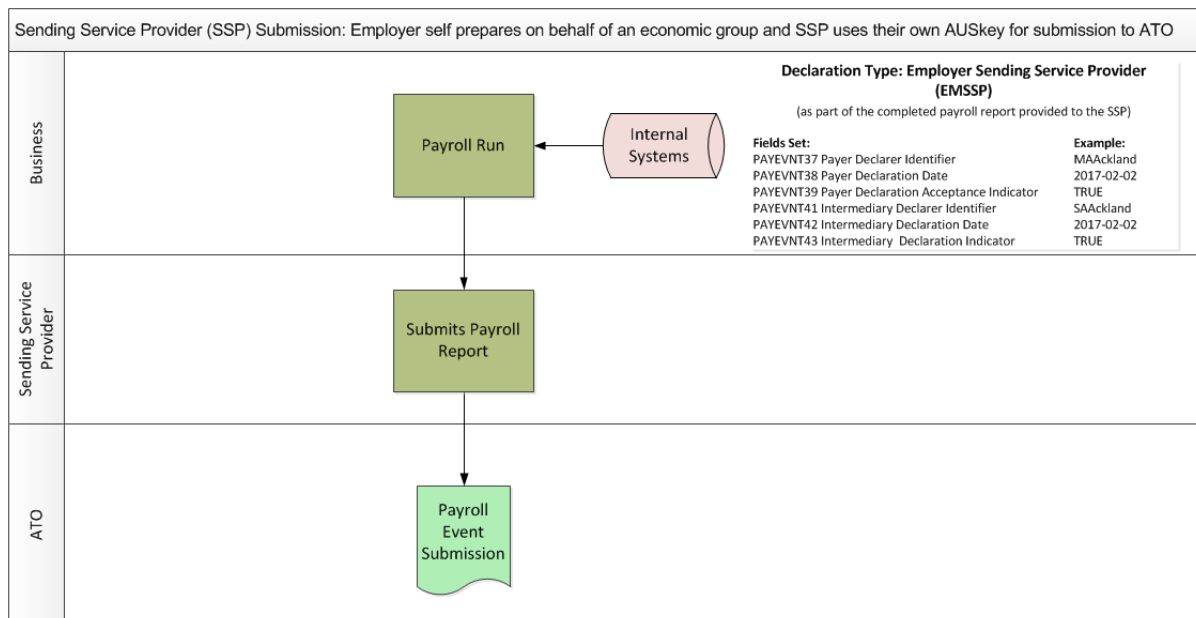 Sending Service Provider (SSP) Submission: Employer self prepares on behalf of an economic group and SSP uses their own AUSkey for submission to ATO
Business
Payroll Run
Internal
Systems
Declaration Type: Employer Sending Service Provider
(EMSSP)
(as part of the completed payroll report provided to the SSP)
Fields Set: Example:
PAYEVNT37 Payer Declarer Identifier MAAckland
PAYEVNT38 Payer Declaration Date 2017-02-02
PAYEVNT39 Payer Declaration Acceptance Indicator TRUE
PAYEVNT41 Intermediary Declarer Identifier SAAckland
PAYEVNT42 Intermediary Declaration Date 2017-02-02
PAYEVNT43 Intermediary Declaration Indicator TRUE
Sending Service
Provider
Submits Payroll
Report
ATO
Payroll
Event
Submission